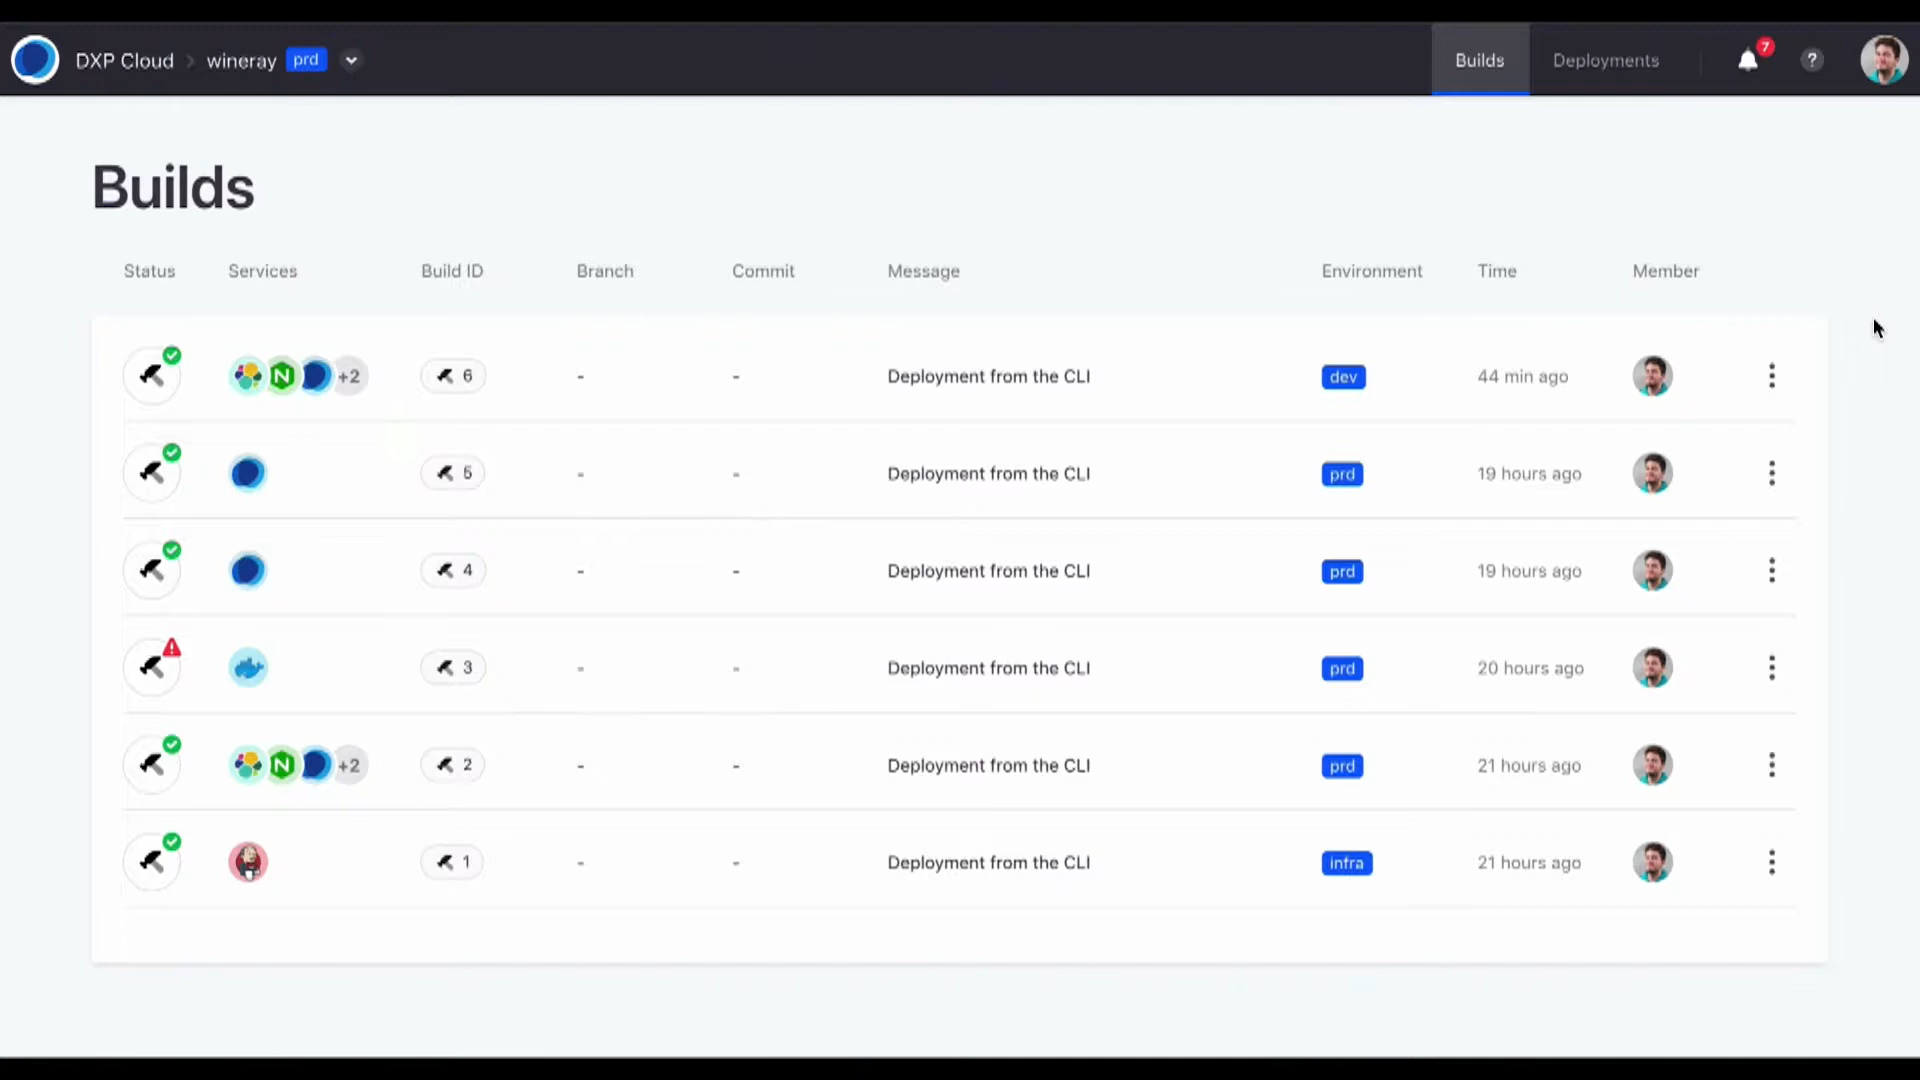 DXP Cloud > wineray prd Builds Deployments 7 ?
Builds
Status Services Build ID Branch Commit Message Environment Time Member
N +2 6 - - Deployment from the CLI dev 44 min ago
5 - - Deployment from the CLI prd 19 hours ago
4 - - Deployment from the CLI prd 19 hours ago
3 - - Deployment from the CLI prd 20 hours ago
N +2 2 - - Deployment from the CLI prd 21 hours ago
1 - - Deployment from the CLI infra 21 hours ago